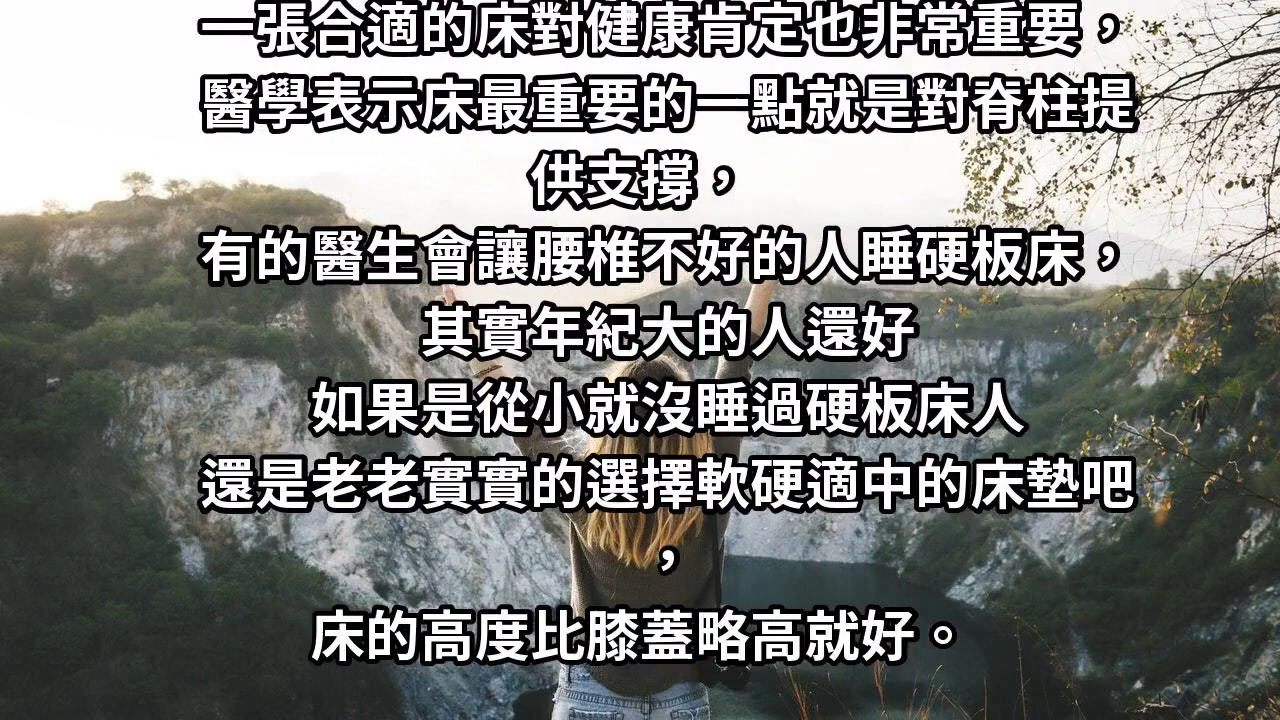 一張合適的床對健康肯定也非常重要，
醫學表示床最重要的一點就是對脊柱提
供支撐，
有的醫生會讓腰椎不好的人睡硬板床，
其實年紀大的人還好
如果是從小就沒睡過硬板床人
還是老老實實的選擇軟硬適中的床墊吧
，
床的高度比膝蓋略高就好。